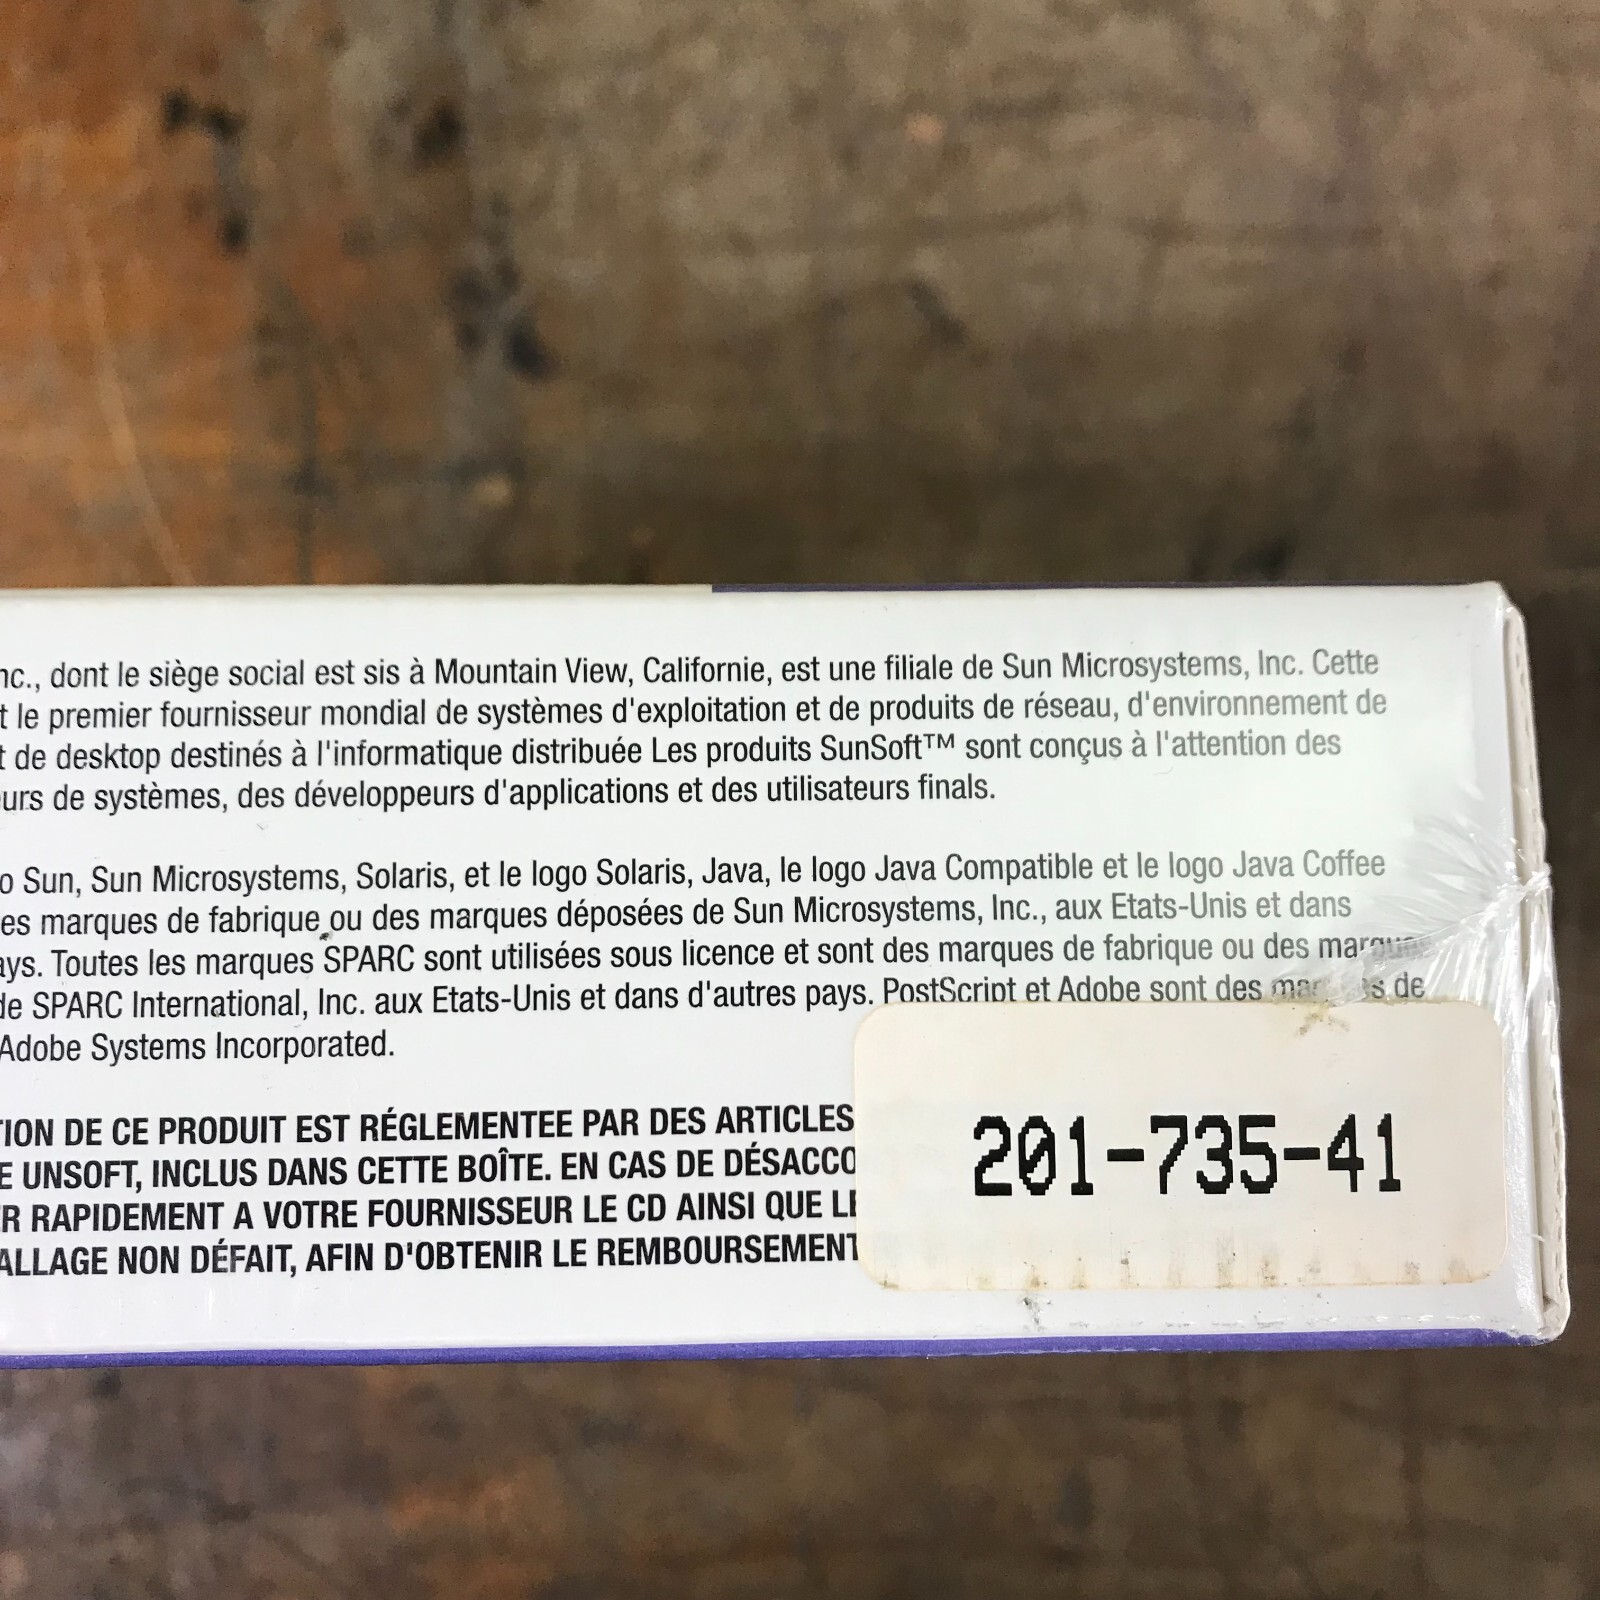 nc., dont le siège social est sis à Mountain View, Californie, est une filiale de Sun Microsystems, Inc. Cette
t le premier fournisseur mondial de systèmes d'exploitation et de produits de réseau, d'environnement de
t de desktop destinés à l'informatique distribuée Les produits SunSoft™ sont conçus à l'attention des
urs de systèmes, des développeurs d'applications et des utilisateurs finals.
o Sun, Sun Microsystems, Solaris, et le logo Solaris, Java, le logo Java Compatible et le logo Java Coffee
es marques de fabrique ou des marques déposées de Sun Microsystems, Inc., aux Etats-Unis et dans
ays. Toutes les marques SPARC sont utilisées sous licence et sont des marques de fabrique ou des marques
de SPARC International, Inc. aux Etats-Unis et dans d'autres pays. PostScript et Adobe sont des marques de
Adobe Systems Incorporated.
TION DE CE PRODUIT EST RÉGLEMENTEE PAR DES ARTICLES
E UNSOFT, INCLUS DANS CETTE BOÎTE. EN CAS DE DÉSACCO
R RAPIDEMENT A VOTRE FOURNISSEUR LE CD AINSI QUE LE
ALLAGE NON DÉFAIT, AFIN D'OBTENIR LE REMBOURSEMENT
201-735-41